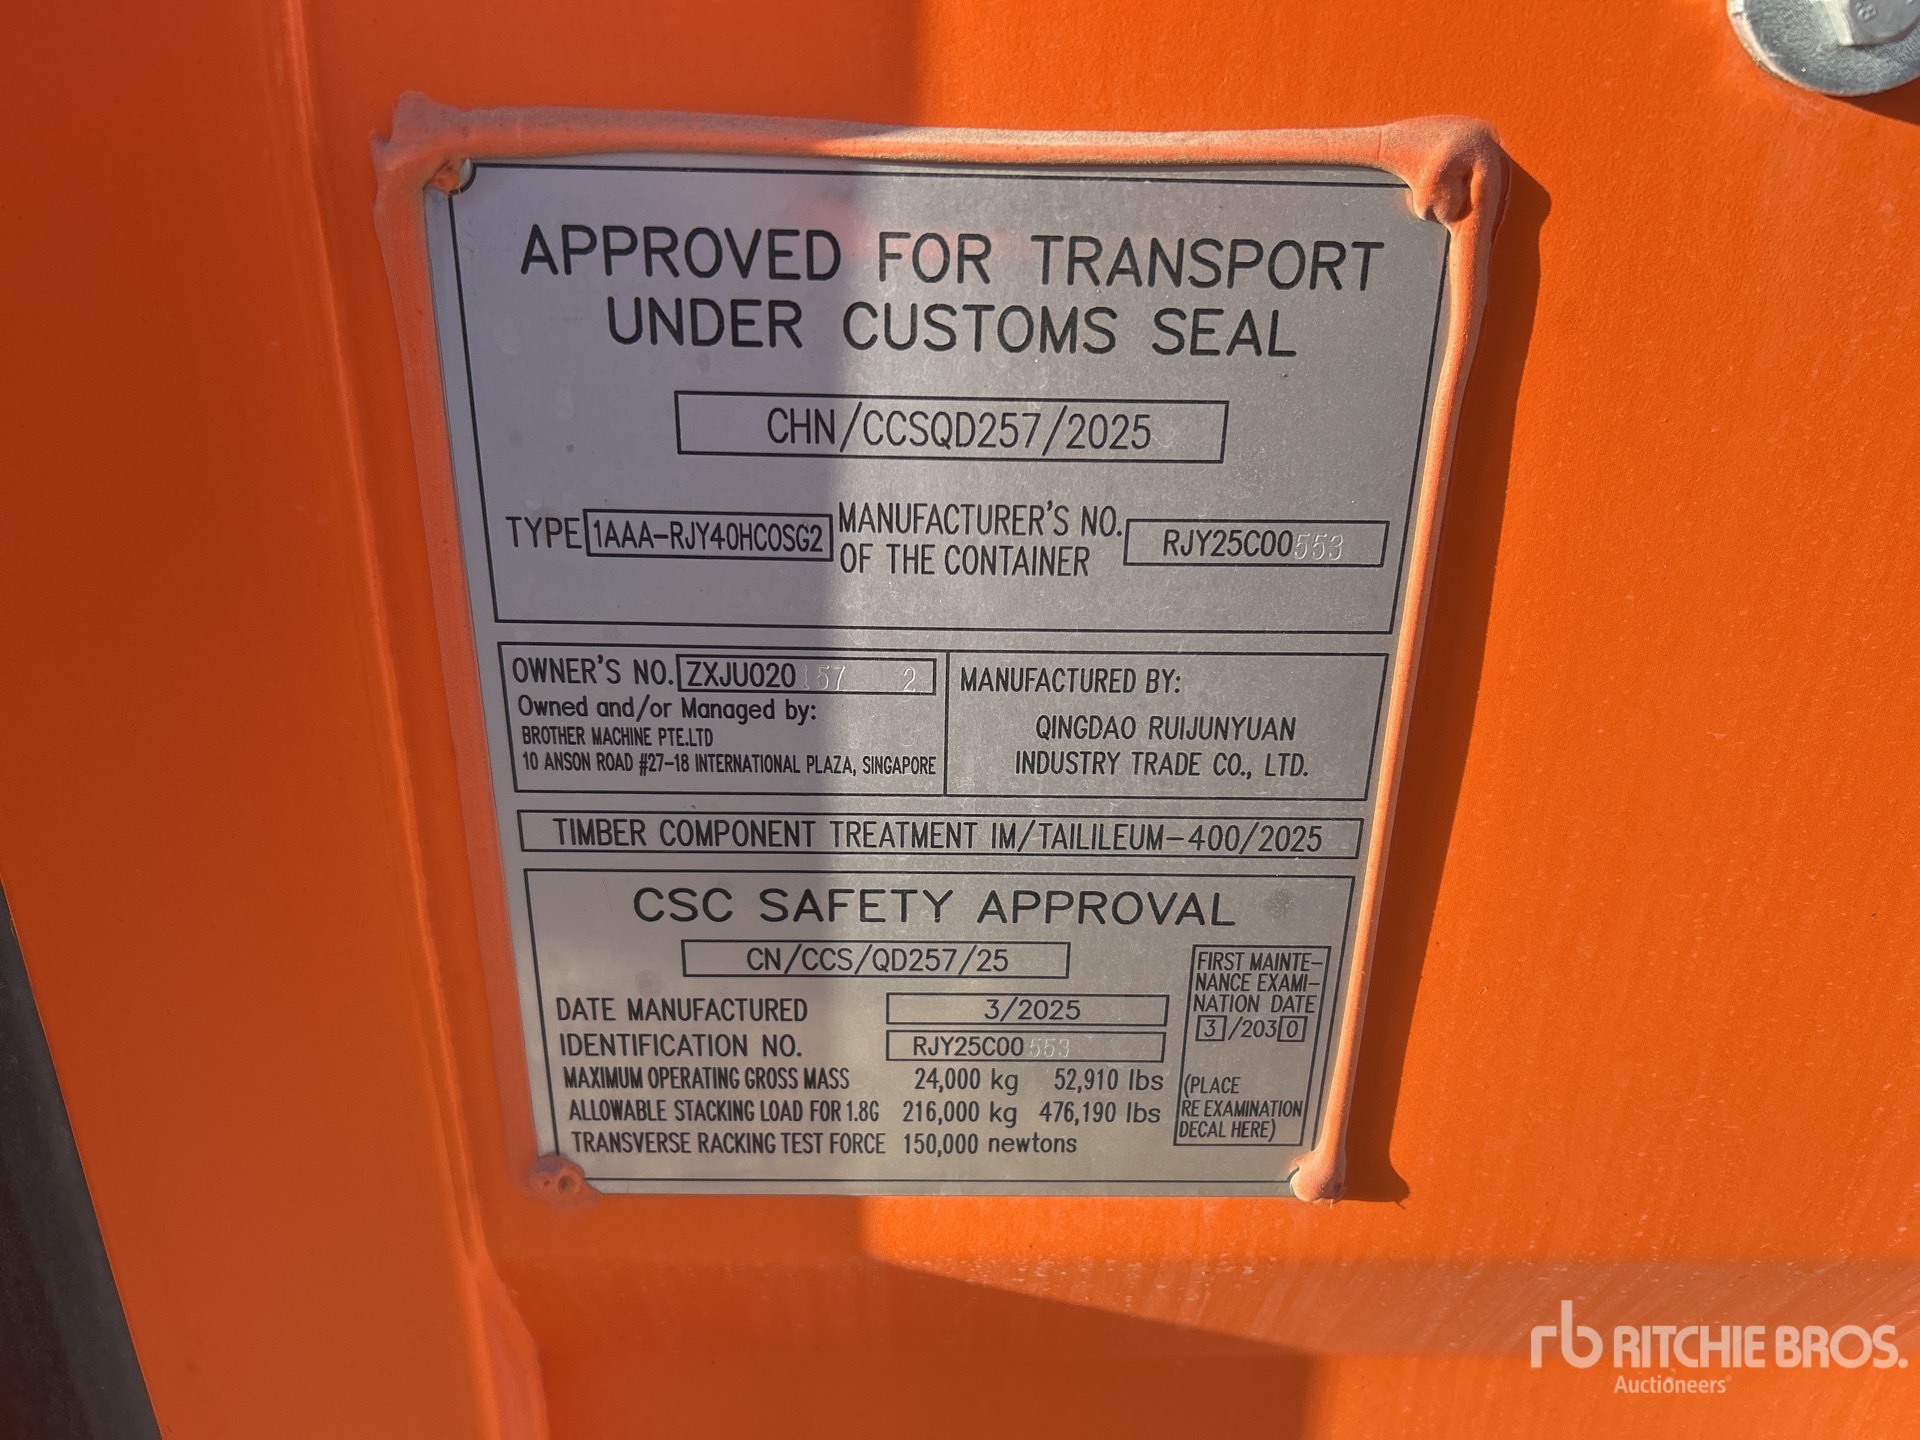 APPROVED FOR TRANSPORT
UNDER CUSTOMS SEAL
CHN/CCSQD257/2025
TYPE 1AAA-RJY40HCOSG2 MANUFACTURER'S NO. OF THE CONTAINER RJY25C00553
OWNER'S NO. ZXJU020157 2
Owned and/or Managed by:
BROTHER MACHINE PTE.LTD
10 ANSON ROAD #27-18 INTERNATIONAL PLAZA, SINGAPORE
MANUFACTURED BY:
QINGDAO RUIJUNYUAN
INDUSTRY TRADE CO., LTD.
TIMBER COMPONENT TREATMENT IM/TAILILEUM-400/2025
CSC SAFETY APPROVAL
CN/CCS/QD257/25
DATE MANUFACTURED 3/2025
IDENTIFICATION NO. RJY25C00553
MAXIMUM OPERATING GROSS MASS 24,000 kg 52,910 lbs
ALLOWABLE STACKING LOAD FOR 1.8G 216,000 kg 476,190 lbs
TRANSVERSE RACKING TEST FORCE 150,000 newtons
FIRST MAINTE-
NANCE EXAMI-
NATION DATE
3/2030
(PLACE
RE EXAMINATION
DECAL HERE)
rb RITCHIE BROS.
Auctioneers